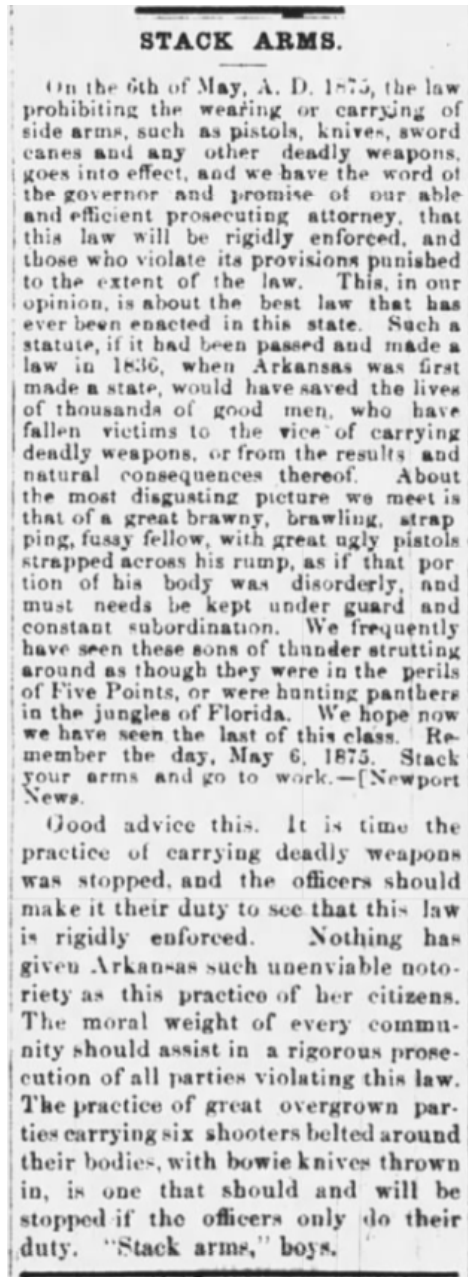 STACK ARMS.
On the 6th of May, A. D. 1875, the law
prohibiting the wearing or carrying of
side arms, such as pistols, knives, sword
canes and any other deadly weapons,
goes into effect, and we have the word of
the governor and promise of our able
and efficient prosecuting attorney, that
this law will be rigidly enforced, and
those who violate its provisions punished
to the extent of the law. This, in our
opinion, is about the best law that has
ever been enacted in this state. Such a
statute, if it had been passed and made a
law in 1836, when Arkansas was first
made a state, would have saved the lives
of thousands of good men, who have
fallen victims to the vice of carrying
deadly weapons, or from the results and
natural consequences thereof. About
the most disgusting picture we meet is
that of a great brawny, brawling, strap
ping, fussy fellow, with great ugly pistols
strapped across his rump, as if that por
tion of his body was disorderly, and
must needs be kept under guard and
constant subordination. We frequently
have seen these sons of thunder strutting
around as though they were in the perils
of Five Points, or were hunting panthers
in the jungles of Florida. We hope now
we have seen the last of this class. Re-
member the day, May 6, 1875. Stack
your arms and go to work.—[Newport
News.
Good advice this. It is time the
practice of carrying deadly weapons
was stopped, and the officers should
make it their duty to see that this law
is rigidly enforced. Nothing has
given Arkansas such unenviable noto-
riety as this practice of her citizens.
The moral weight of every commu-
nity should assist in a rigorous prose-
cution of all parties violating this law.
The practice of great overgrown par-
ties carrying six shooters belted around
their bodies, with bowie knives thrown
in, is one that should and will be
stopped if the officers only do their
duty. "Stack arms," boys.